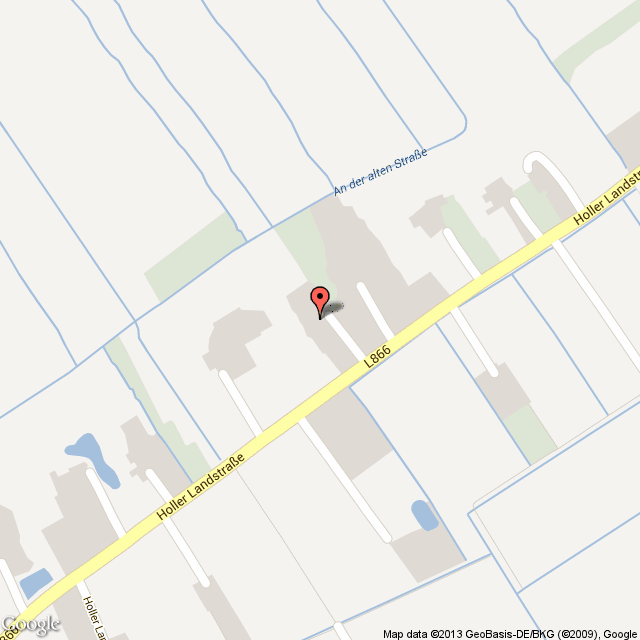 An der alten Straße
Holler Landstr
L866
Holler Landstraße
Holler La
866
Google
Map data ©2013 GeoBasis-DE/BKG (©2009), Google